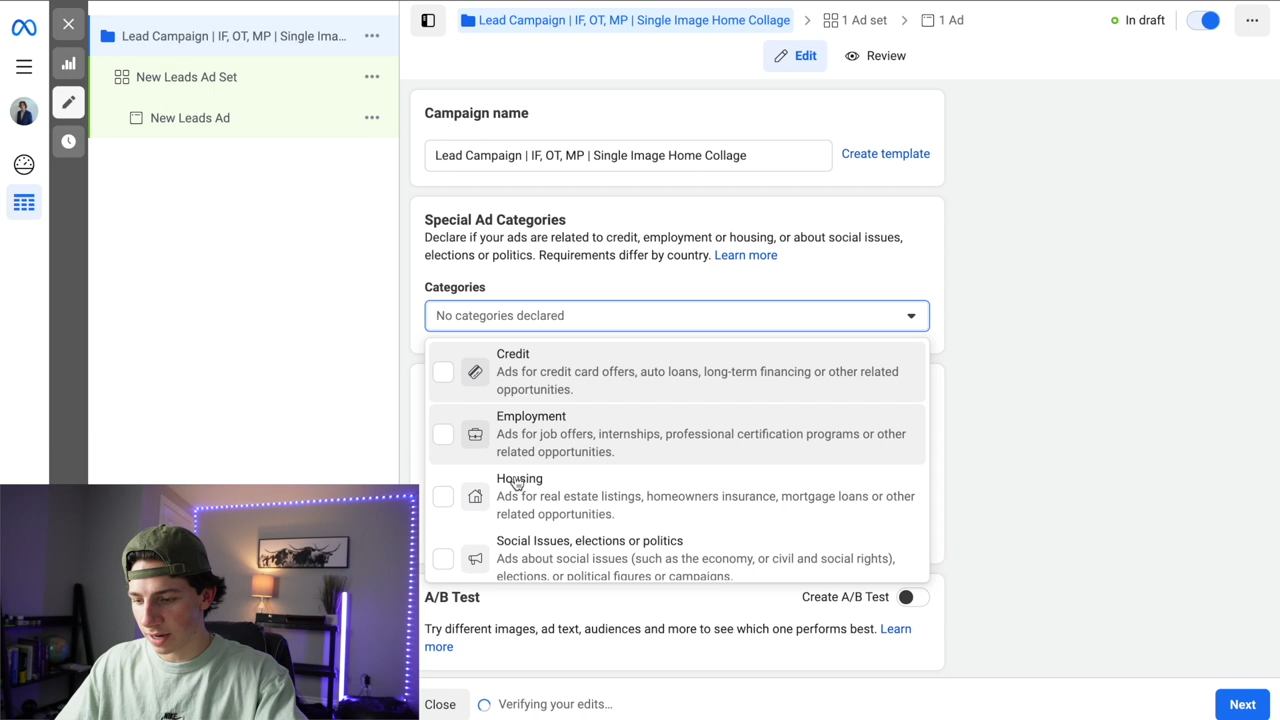 Lead Campaign | IF, OT, MP | Single Ima...
New Leads Ad Set
New Leads Ad
Lead Campaign | IF, OT, MP | Single Image Home Collage
1 Ad set
1 Ad
In draft
Edit
Review
Campaign name
Lead Campaign | IF, OT, MP | Single Image Home Collage
Create template
Special Ad Categories
Declare if your ads are related to credit, employment or housing, or about social issues,
elections or politics. Requirements differ by country. Learn more
Categories
No categories declared
Credit
Ads for credit card offers, auto loans, long-term financing or other related
opportunities.
Employment
Ads for job offers, internships, professional certification programs or other
related opportunities.
Housing
Ads for real estate listings, homeowners insurance, mortgage loans or other
related opportunities.
Social Issues, elections or politics
Ads about social issues (such as the economy, or civil and social rights),
elections, or political figures or campaigns.
A/B Test
Create A/B Test
Try different images, ad text, audiences and more to see which one performs best. Learn
more
Close
Verifying your edits...
Next